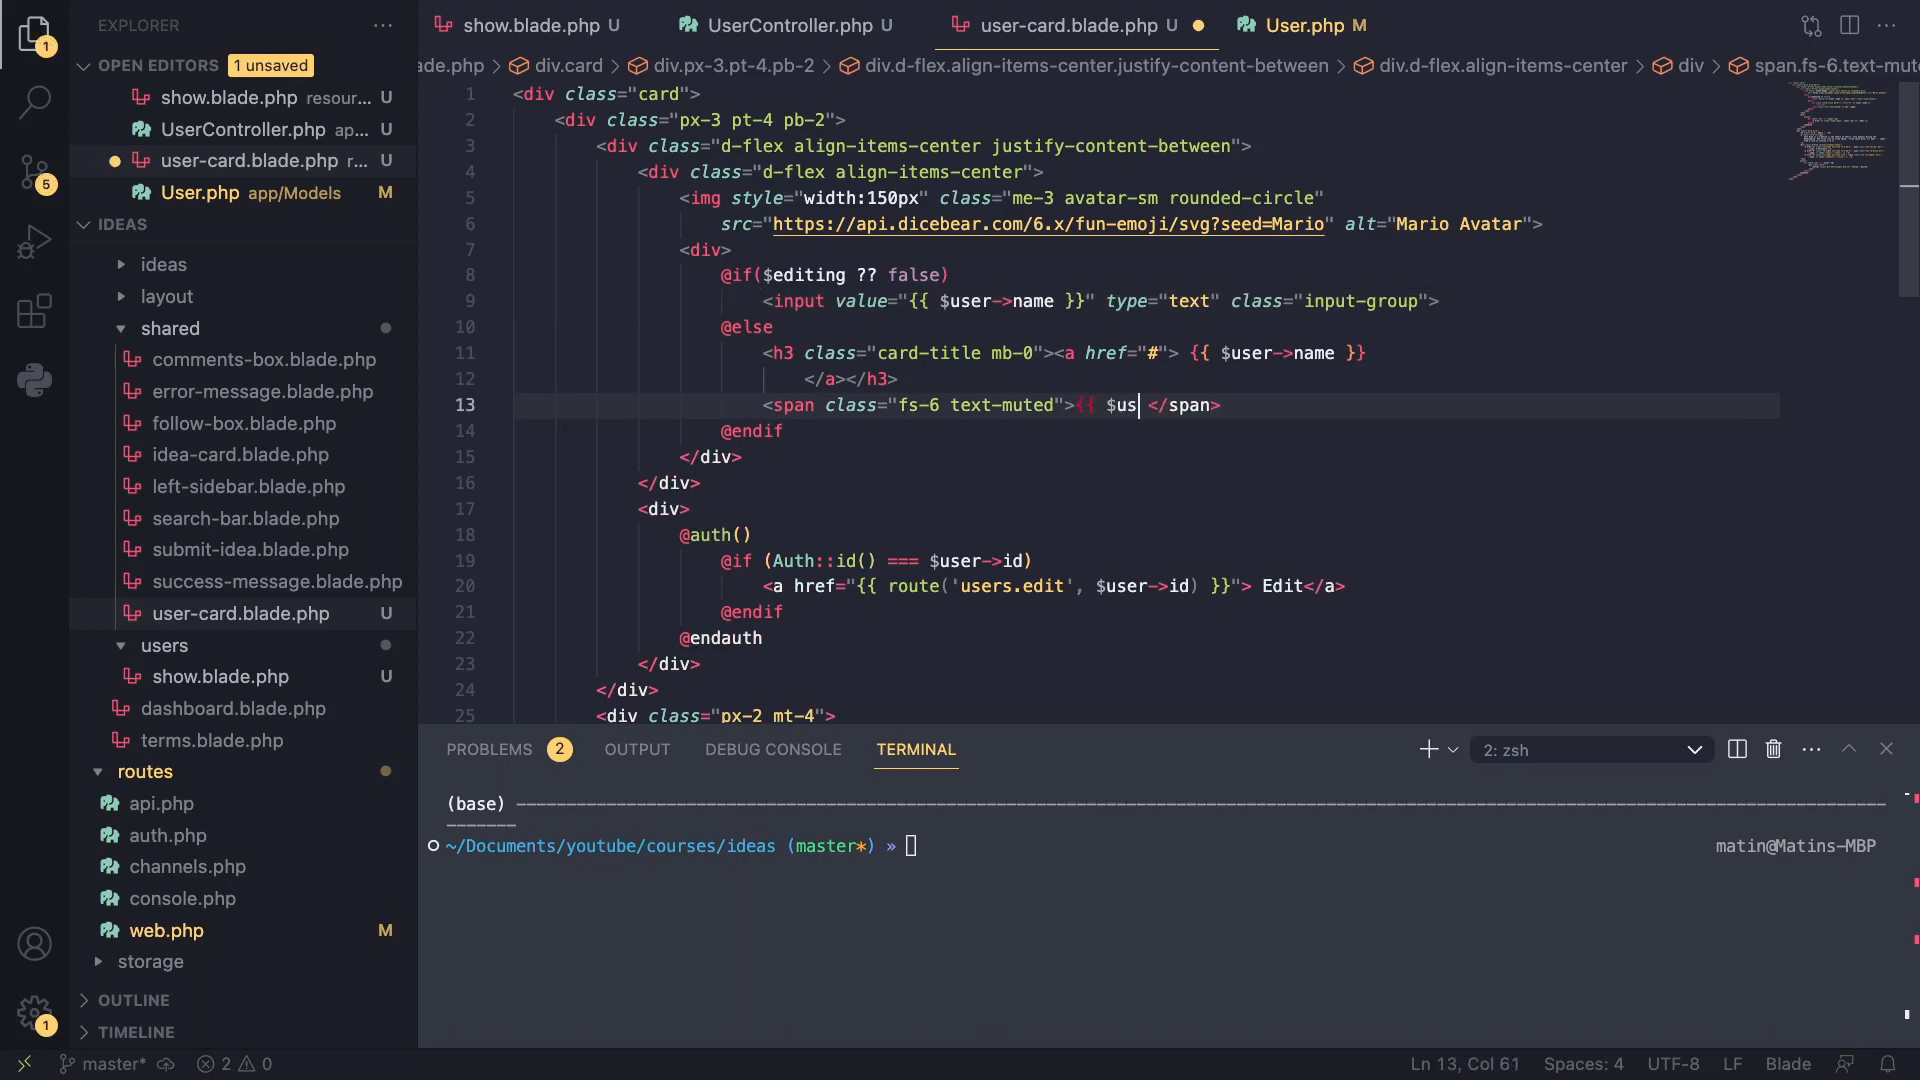 EXPLORER
OPEN EDITORS 1 unsaved
show.blade.php resour... U
UserController.php ap... U
user-card.blade.php r... U
User.php app/Models M
IDEAS
ideas
layout
shared
comments-box.blade.php
error-message.blade.php
follow-box.blade.php
idea-card.blade.php
left-sidebar.blade.php
search-bar.blade.php
submit-idea.blade.php
success-message.blade.php
user-card.blade.php U
users
show.blade.php U
dashboard.blade.php
terms.blade.php
routes
api.php
auth.php
channels.php
console.php
web.php M
storage
OUTLINE
TIMELINE
1
5
1
show.blade.php U UserController.php U user-card.blade.php U User.php M
ade.php > div.card > div.px-3.pt-4.pb-2 > div.d-flex.align-items-center.justify-content-between > div.d-flex.align-items-center > div > span.fs-6.text-mut
1 <div class="card">
2 <div class="px-3 pt-4 pb-2">
3 <div class="d-flex align-items-center justify-content-between">
4 <div class="d-flex align-items-center">
5 <img style="width:150px" class="me-3 avatar-sm rounded-circle"
6 src="https://api.dicebear.com/6.x/fun-emoji/svg?seed=Mario" alt="Mario Avatar">
7 <div>
8 @if($editing ?? false)
9 <input value="{{ $user->name }}" type="text" class="input-group">
10 @else
11 <h3 class="card-title mb-0"><a href="#"> {{ $user->name }}
12 </a></h3>
13 <span class="fs-6 text-muted">{{ $us </span>
14 @endif
15 </div>
16 </div>
17 <div>
18 @auth()
19 @if (Auth::id() === $user->id)
20 <a href="{{ route('users.edit', $user->id) }}"> Edit</a>
21 @endif
22 @endauth
23 </div>
24 </div>
25 <div class="px-2 mt-4">
PROBLEMS 2 OUTPUT DEBUG CONSOLE TERMINAL 2: zsh
(base)
~/Documents/youtube/courses/ideas (master*) » matin@Matins-MBP
master* 2 0 Ln 13, Col 61 Spaces: 4 UTF-8 LF Blade